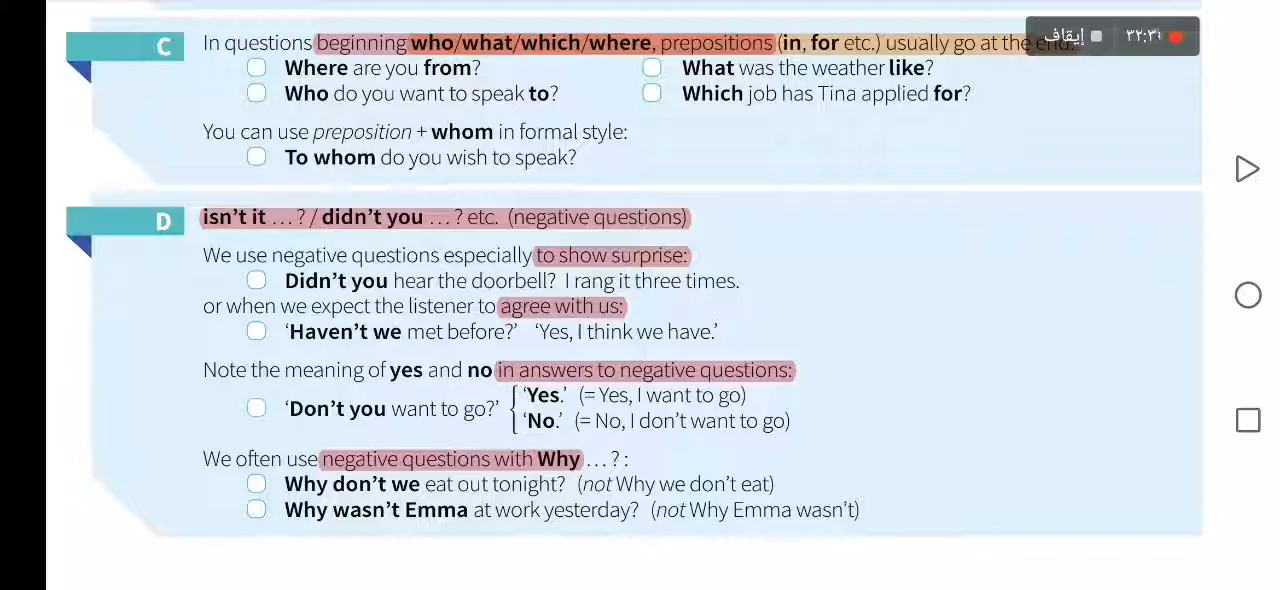 C In questions beginning who/what/which/where, prepositions (in, for etc.) usually go at the end:
إيقاف
Where are you from?
What was the weather like?
Who do you want to speak to?
Which job has Tina applied for?
You can use preposition + whom in formal style:
To whom do you wish to speak?
D isn't it … ? / didn't you … ? etc. (negative questions)
We use negative questions especially to show surprise:
Didn't you hear the doorbell? I rang it three times.
or when we expect the listener to agree with us:
'Haven't we met before?' 'Yes, I think we have.'
Note the meaning of yes and no in answers to negative questions:
'Don't you want to go?'
'Yes.' (= Yes, I want to go)
'No.' (= No, I don't want to go)
We often use negative questions with Why … ? :
Why don't we eat out tonight? (not Why we don't eat)
Why wasn't Emma at work yesterday? (not Why Emma wasn't)